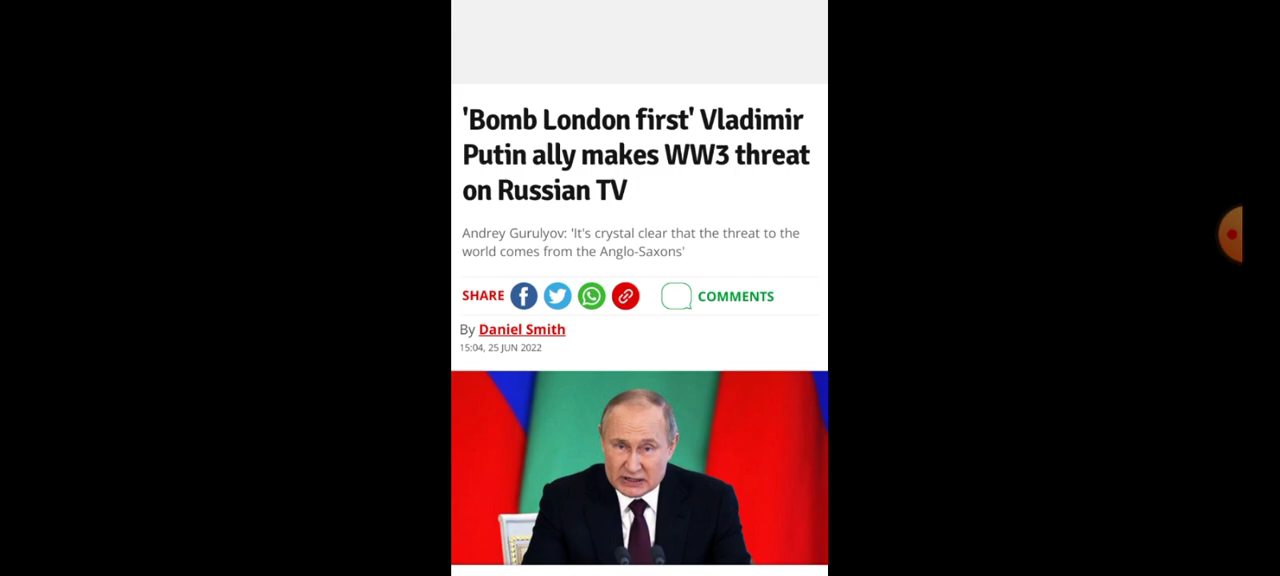 'Bomb London first' Vladimir
Putin ally makes WW3 threat
on Russian TV
Andrey Gurulyov: 'It's crystal clear that the threat to the
world comes from the Anglo-Saxons'
SHARE COMMENTS
By Daniel Smith
15:04, 25 JUN 2022